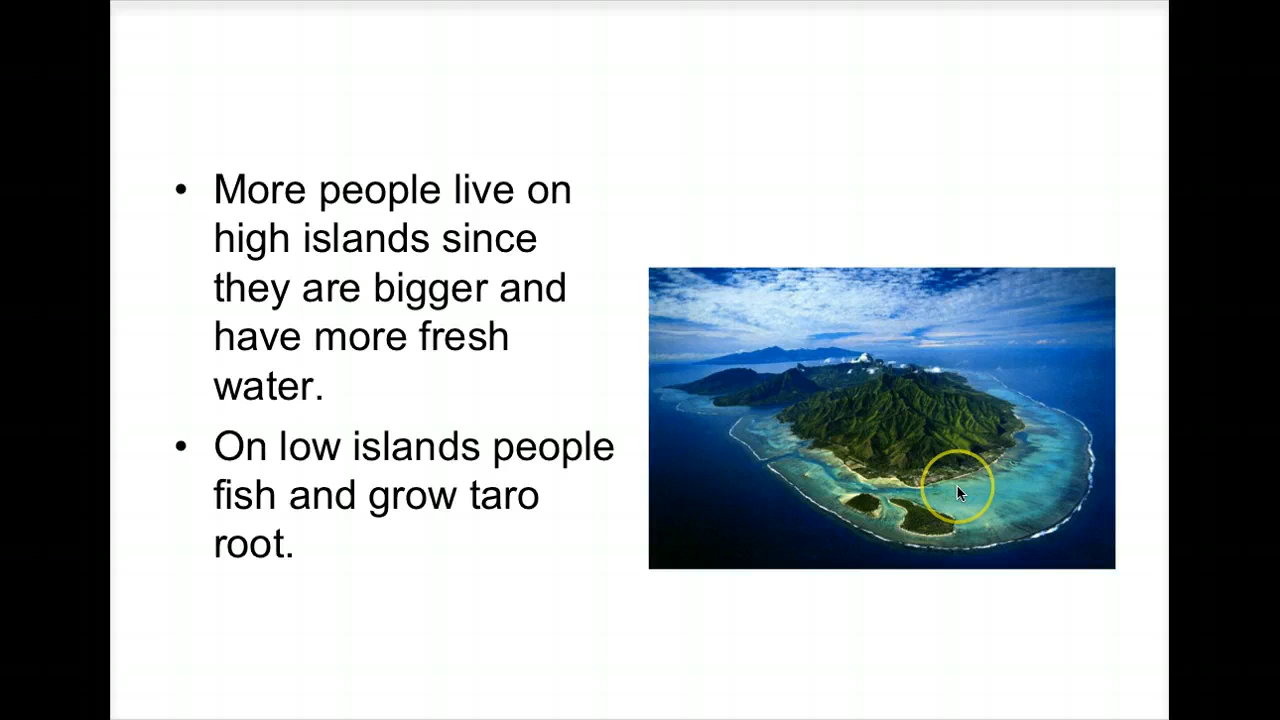 • More people live on
high islands since
they are bigger and
have more fresh
water.
• On low islands people
fish and grow taro
root.